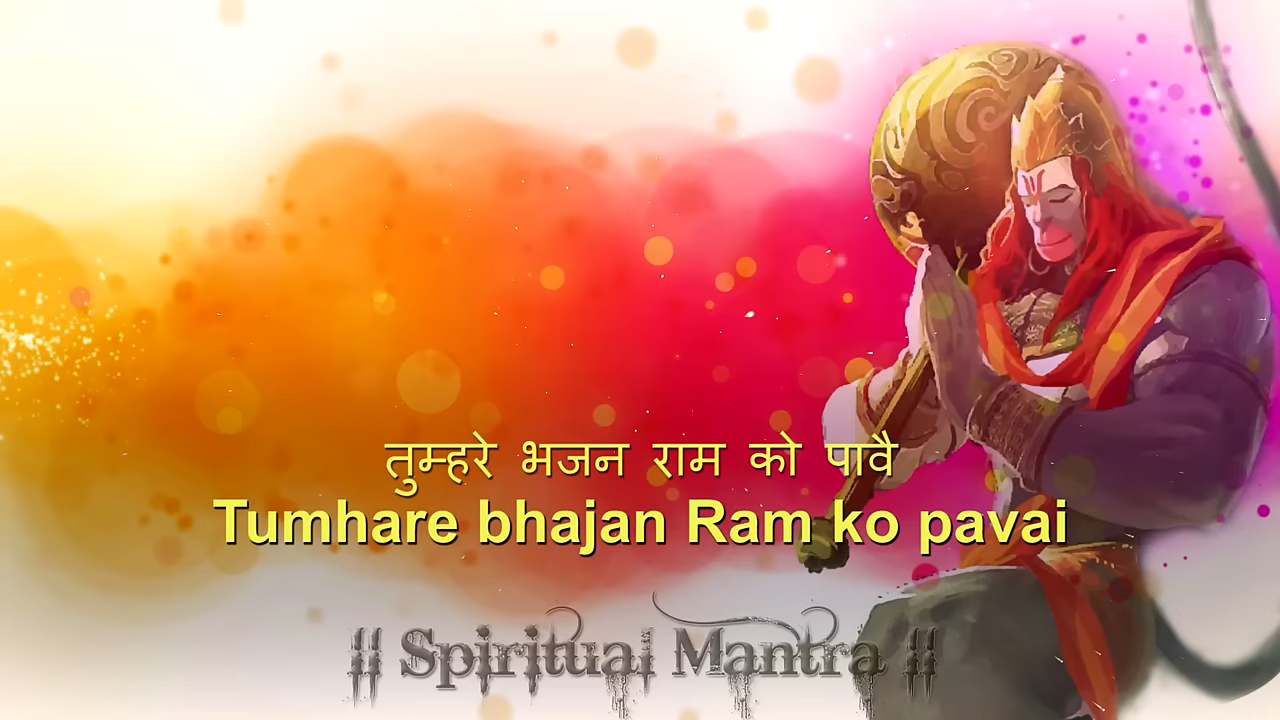 तुम्हरे भजन राम को पावै
Tumhare bhajan Ram ko pavai
|| Spiritual Mantra ||